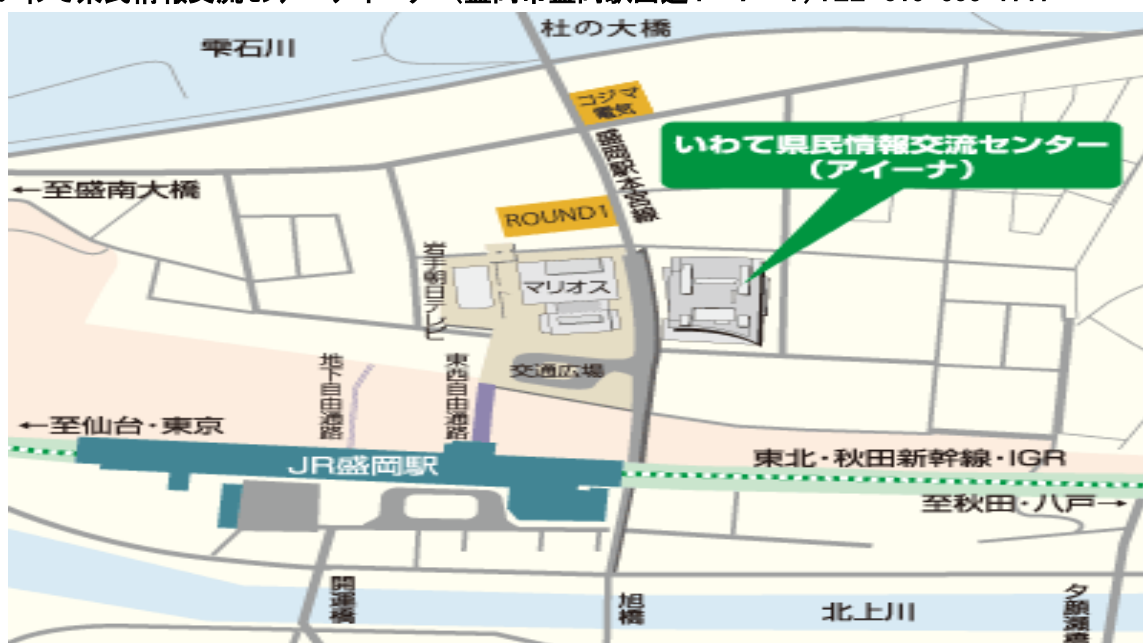 雫石川
杜の大橋
コジマ
電気
いわて県民情報交流センター
(アイーナ)
盛岡駅本宮線
←至盛南大橋
ROUND1
岩手朝日テレビ
マリオス
交通広場
地下自由通路
東西自由通路
←至仙台・東京
JR盛岡駅
東北・秋田新幹線・IGR
至秋田・八戸→
開運橋
旭橋
北上川
夕顔瀬橋